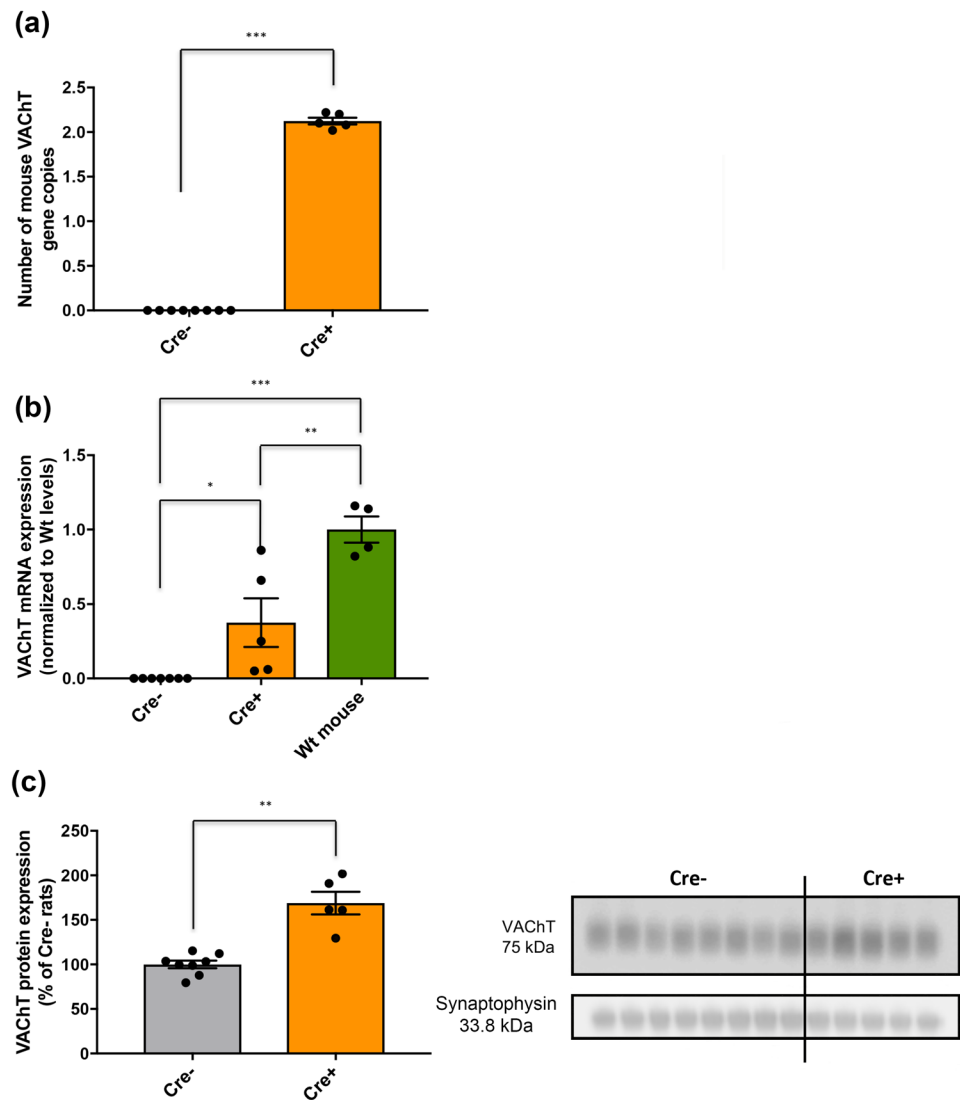 (a)
***
Number of mouse VAChT
gene copies
2.5
2.0
1.5
1.0
0.5
0.0
Cre-
Cre+
(b)
***
**
*
VAChT mRNA expression
(normalized to Wt levels)
1.5
1.0
0.5
0.0
Cre-
Cre+
Wt mouse
(c)
**
VAChT protein expression
(% of Cre- rats)
250
200
150
100
50
0
Cre-
Cre+
Cre-
Cre+
VAChT
75 kDa
Synaptophysin
33.8 kDa